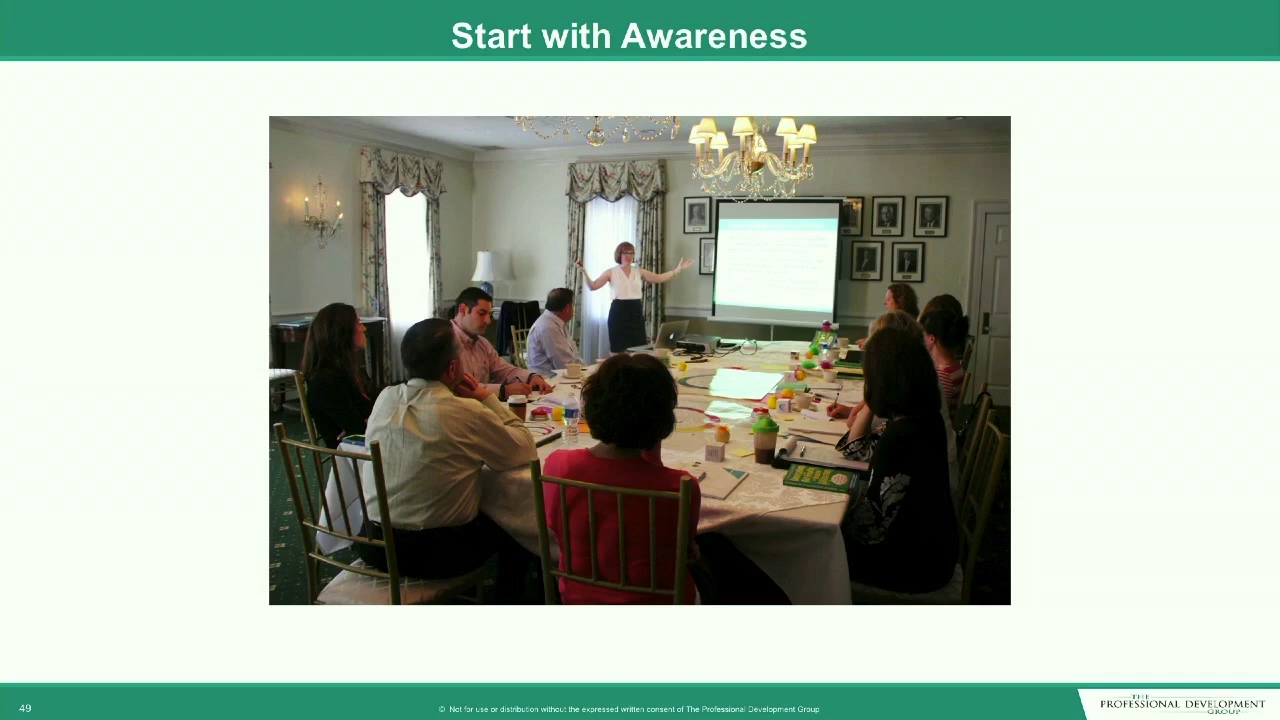 Start with Awareness
49
© Not for use or distribution without the expressed written consent of The Professional Development Group
THE
PROFESSIONAL DEVELOPMENT
GROUP